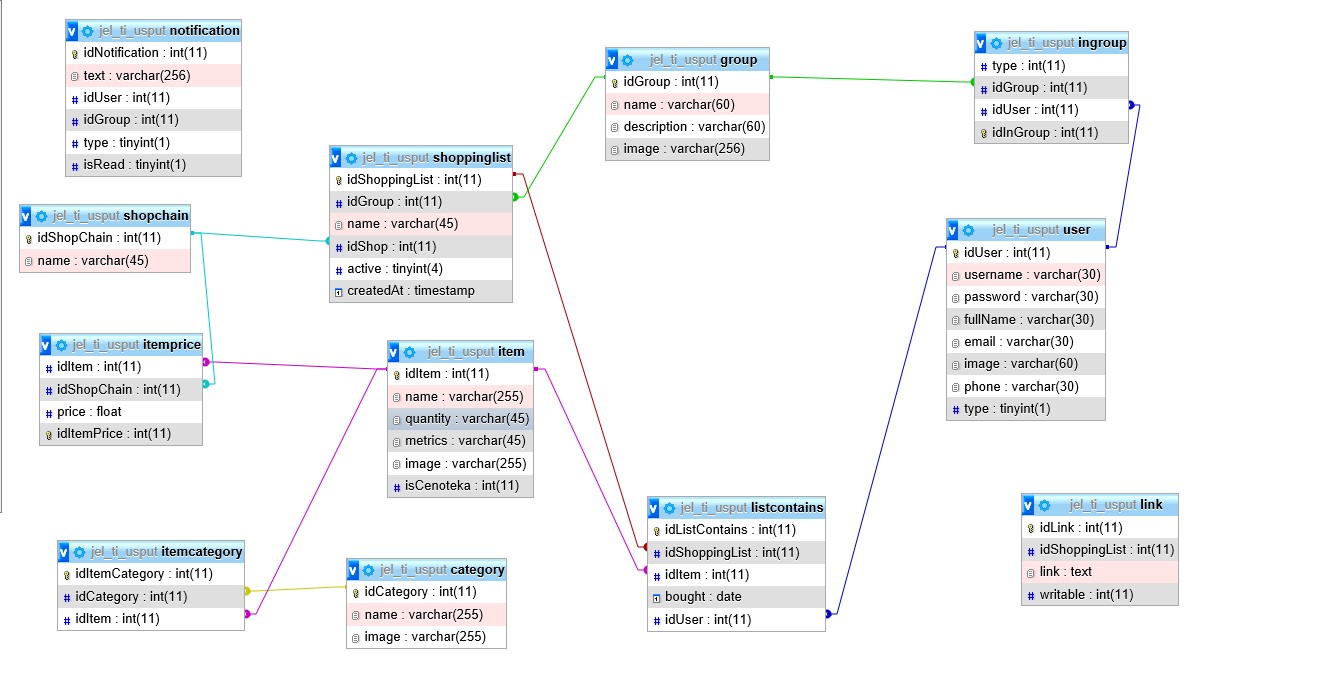 jel_ti_usput notification
idNotification : int(11)
text : varchar(256)
idUser : int(11)
idGroup : int(11)
type : tinyint(1)
isRead : tinyint(1)
jel_ti_usput shopchain
idShopChain : int(11)
name : varchar(45)
jel_ti_usput shoppinglist
idShoppingList : int(11)
idGroup : int(11)
name : varchar(45)
idShop : int(11)
active : tinyint(4)
createdAt : timestamp
jel_ti_usput group
idGroup : int(11)
name : varchar(60)
description : varchar(60)
image : varchar(256)
jel_ti_usput ingroup
type : int(11)
idGroup : int(11)
idUser : int(11)
idInGroup : int(11)
jel_ti_usput user
idUser : int(11)
username : varchar(30)
password : varchar(30)
fullName : varchar(30)
email : varchar(30)
image : varchar(60)
phone : varchar(30)
type : tinyint(1)
jel_ti_usput itemprice
idItem : int(11)
idShopChain : int(11)
price : float
idItemPrice : int(11)
jel_ti_usput item
idItem : int(11)
name : varchar(255)
quantity : varchar(45)
metrics : varchar(45)
image : varchar(255)
isCenoteka : int(11)
jel_ti_usput listcontains
idListContains : int(11)
idShoppingList : int(11)
idItem : int(11)
bought : date
idUser : int(11)
jel_ti_usput link
idLink : int(11)
idShoppingList : int(11)
link : text
writable : int(11)
jel_ti_usput itemcategory
idItemCategory : int(11)
idCategory : int(11)
idItem : int(11)
jel_ti_usput category
idCategory : int(11)
name : varchar(255)
image : varchar(255)